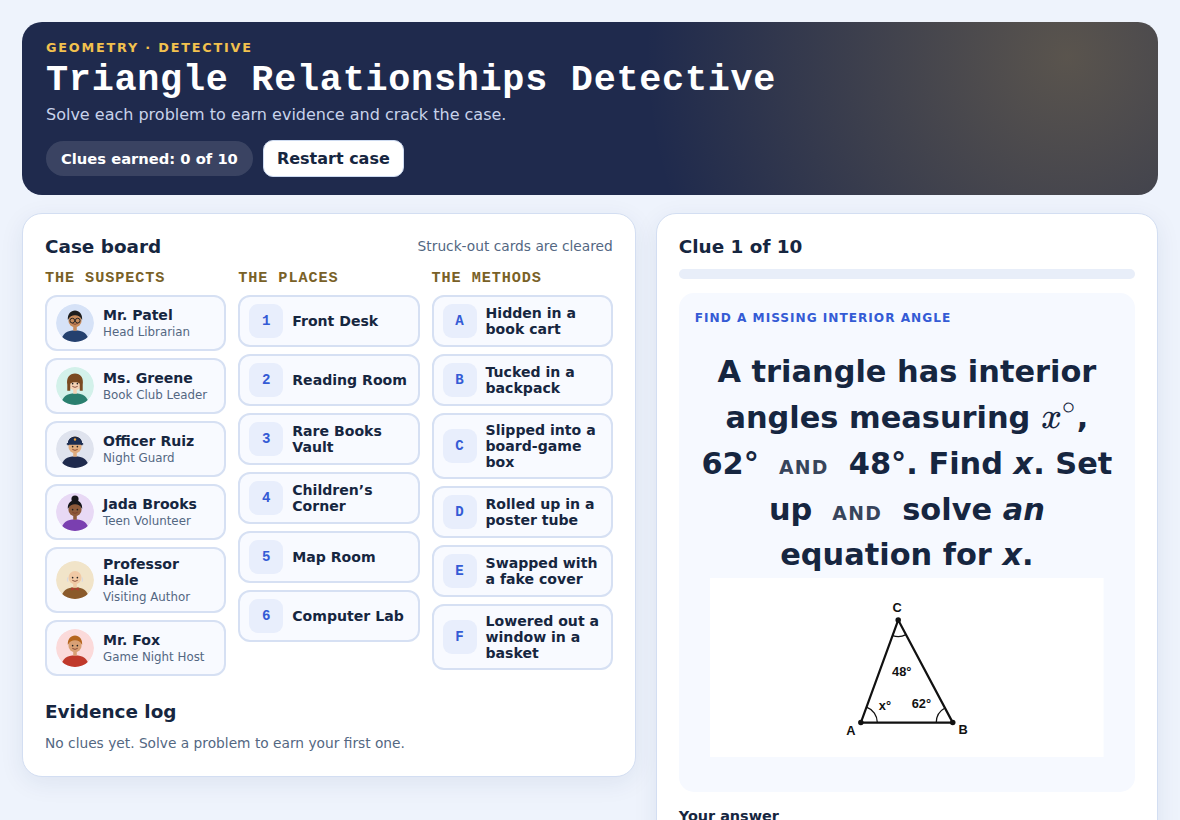 GEOMETRY · DETECTIVE
Triangle Relationships Detective
Solve each problem to earn evidence and crack the case.
Clues earned: 0 of 10
Restart case
Case board
Struck-out cards are cleared
THE SUSPECTS
Mr. Patel
Head Librarian
Ms. Greene
Book Club Leader
Officer Ruiz
Night Guard
Jada Brooks
Teen Volunteer
Professor
Hale
Visiting Author
Mr. Fox
Game Night Host
THE PLACES
1 Front Desk
2 Reading Room
3 Rare Books
Vault
4 Children’s
Corner
5 Map Room
6 Computer Lab
THE METHODS
A Hidden in a
book cart
B Tucked in a
backpack
C Slipped into a
board-game
box
D Rolled up in a
poster tube
E Swapped with
a fake cover
F Lowered out a
window in a
basket
Evidence log
No clues yet. Solve a problem to earn your first one.
Clue 1 of 10
FIND A MISSING INTERIOR ANGLE
A triangle has interior
angles measuring x°,
62° AND 48°. Find x. Set
up AND solve an
equation for x.
C
48°
x° 62°
A B
Your answer